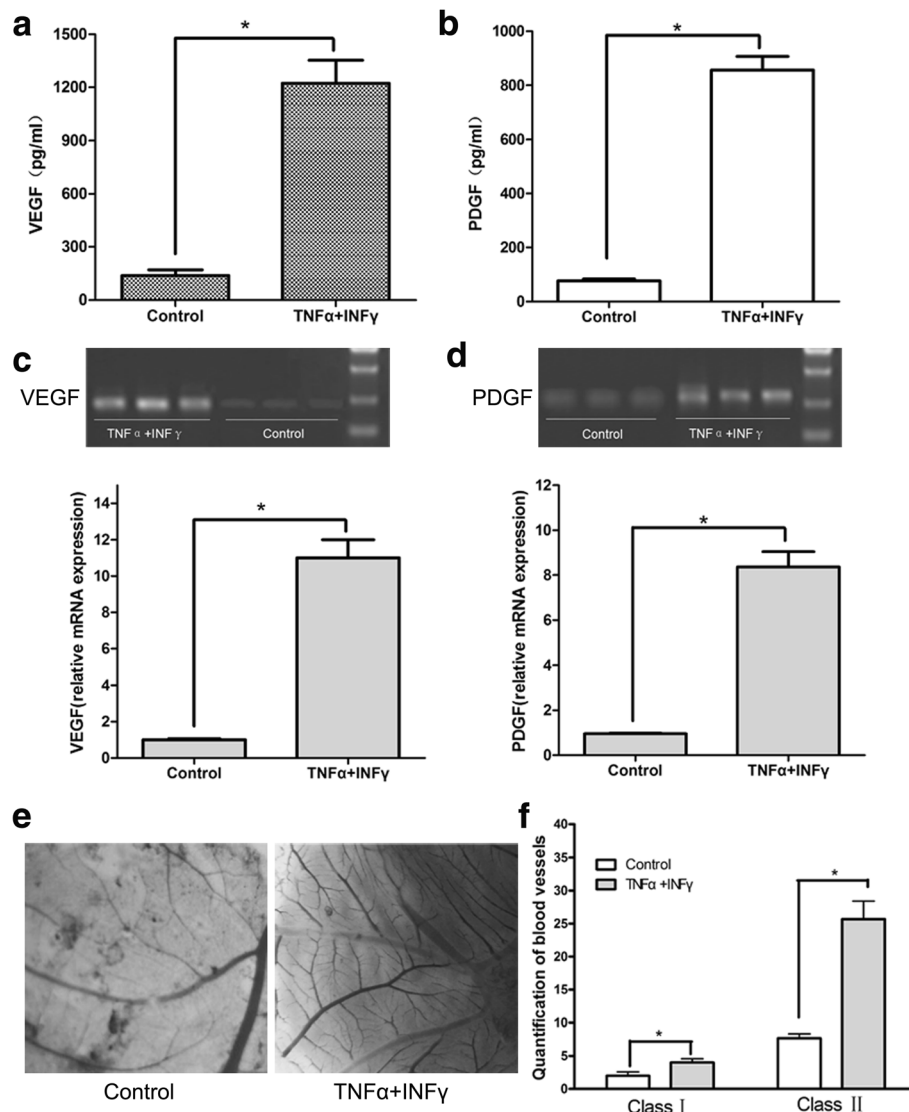 a
*
VEGF (pg/ml)
1500
1200
900
600
300
0
Control
TNFα+INFγ
b
*
PDGF (pg/ml)
1000
800
600
400
200
0
Control
TNFα+INFγ
c
VEGF
TNF α +INF γ
Control
VEGF(relative mRNA expression)
14
12
10
8
6
4
2
0
*
Control
TNFα+INFγ
d
PDGF
Control
TNF α +INF γ
PDGF(relative mRNA expression)
12
10
8
6
4
2
0
*
Control
TNFα+INFγ
e
Control
TNFα+INFγ
f
Quantification of blood vessels
40
35
30
25
20
15
10
5
0
Control
TNFα +INFγ
*
*
Class Ⅰ
Class Ⅱ